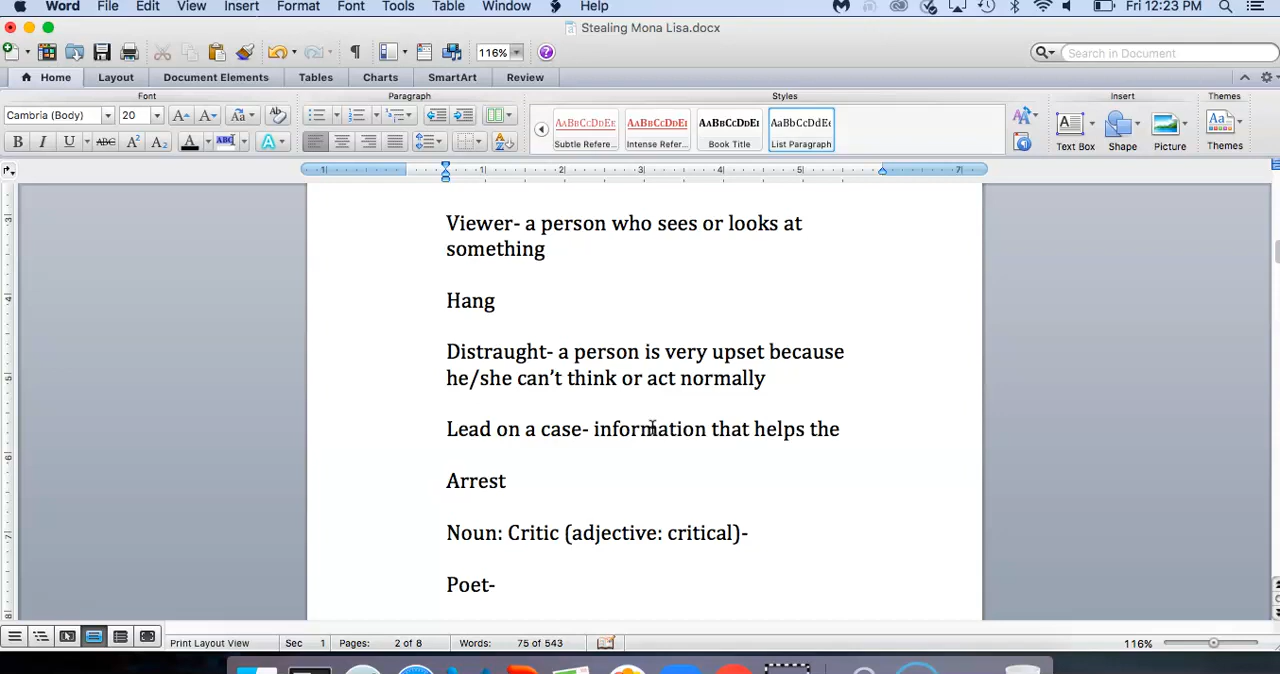 Word File Edit View Insert Format Font Tools Table Window Help Fri 12:23 PM
Stealing Mona Lisa.docx
116% Search in Document
Home Layout Document Elements Tables Charts SmartArt Review
Font Paragraph Styles Insert Themes
Cambria (Body) 20 AABBCCDDEE AABBCCDDEE AABBCCDDEI AaBbCcDdEe
B I U ABC A2 A2 A ABC A Subtle Refere... Intense Refer... Book Title List Paragraph Text Box Shape Picture Themes
Viewer- a person who sees or looks at
something
Hang
Distraught- a person is very upset because
he/she can’t think or act normally
Lead on a case- information that helps the
Arrest
Noun: Critic (adjective: critical)-
Poet-
Print Layout View Sec 1 Pages: 2 of 8 Words: 75 of 543 116%